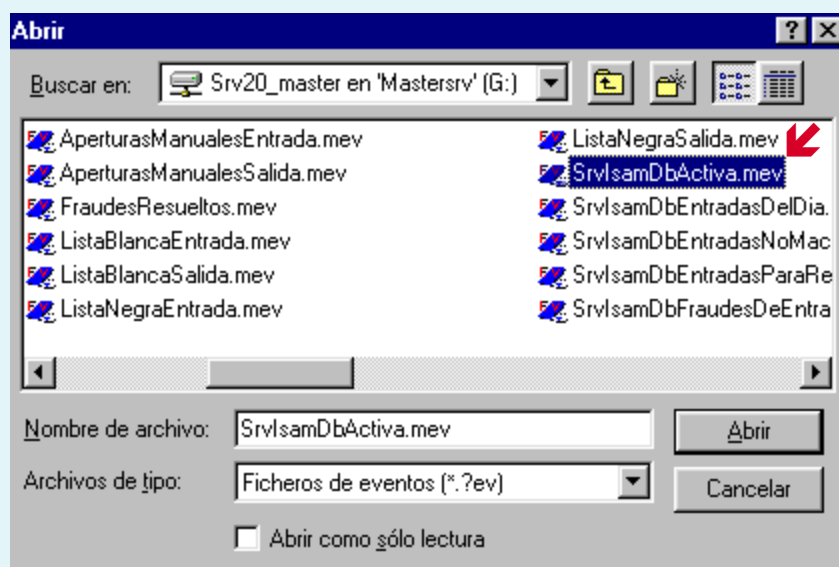 Abrir
Buscar en: Srv20_master en 'Mastersrv' (G:)
AperturasManualesEntrada.mev
AperturasManualesSalida.mev
FraudesResueltos.mev
ListaBlancaEntrada.mev
ListaBlancaSalida.mev
ListaNegraEntrada.mev
ListaNegraSalida.mev
SrvIsamDbActiva.mev
SrvIsamDbEntradasDelDia.
SrvIsamDbEntradasNoMac
SrvIsamDbEntradasParaRe
SrvIsamDbFraudesDeEntra
Nombre de archivo: SrvIsamDbActiva.mev Abrir
Archivos de tipo: Ficheros de eventos (*.?ev) Cancelar
Abrir como sólo lectura